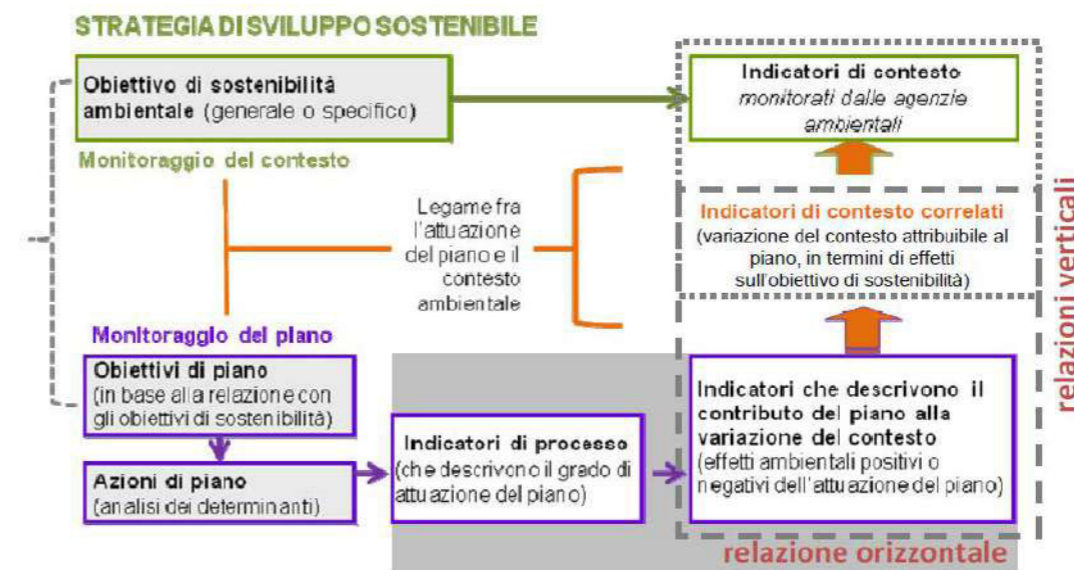 STRATEGIA DI SVILUPPO SOSTENIBILE
Obiettivo di sostenibilità
ambientale (generale o specifico)
Indicatori di contesto
monitorati dalle agenzie
ambientali
Monitoraggio del contesto
Legame fra
l'attuazione
del piano e il
contesto
ambientale
Indicatori di contesto correlati
(variazione del contesto attribuibile al
piano, in termini di effetti
sull'obiettivo di sostenibilità)
relazioni verticali
Monitoraggio del piano
Obiettivi di piano
(in base alla relazione con
gli obiettivi di sostenibilità)
Azioni di piano
(analisi dei determinanti)
Indicatori di processo
(che descrivono il grado di
attuazione del piano)
Indicatori che descrivono il
contributo del piano alla
variazione del contesto
(effetti ambientali positivi o
negativi dell'attuazione del piano)
relazione orizzontale